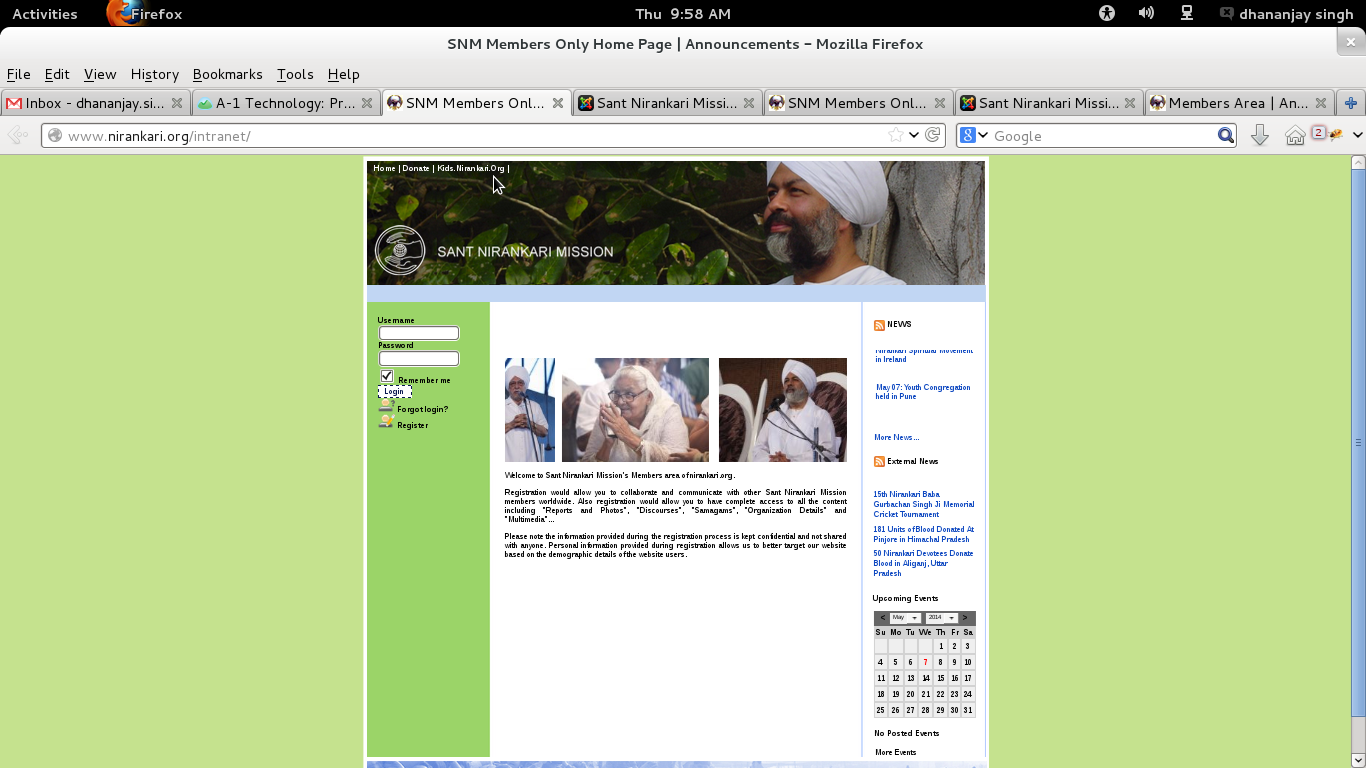 Activities Firefox Thu 9:58 AM dhananjay singh
SNM Members Only Home Page | Announcements - Mozilla Firefox
File Edit View History Bookmarks Tools Help
Inbox - dhananjay.si... A-1 Technology: Pr... SNM Members Onl... Sant Nirankari Missi... SNM Members Onl... Sant Nirankari Missi... Members Area | An...
www.nirankari.org/intranet/ Google 2
Home | Donate | Kids.Nirankari.Org |
SANT NIRANKARI MISSION
Username
Password
Remember me
Login
Forgot login?
Register
Welcome to Sant Nirankari Mission's Members area of nirankari.org.
Registration would allow you to collaborate and communicate with other Sant Nirankari Mission
members worldwide. Also registration would allow you to have complete access to all the content
including "Reports and Photos", "Discourses", "Samagams", "Organization Details" and
"Multimedia"...
Please note the information provided during the registration process is kept confidential and not shared
with anyone. Personal information provided during registration allows us to better target our website
based on the demographic details of the website users.
NEWS
Nirankari Spiritual Movement
in Ireland
May 07: Youth Congregation
held in Pune
More News...
External News
15th Nirankari Baba
Gurbachan Singh Ji Memorial
Cricket Tournament
181 Units of Blood Donated At
Pinjore in Himachal Pradesh
50 Nirankari Devotees Donate
Blood in Aliganj, Uttar
Pradesh
Upcoming Events
< May 2014 >
Su Mo Tu We Th Fr Sa
1 2 3
4 5 6 7 8 9 10
11 12 13 14 15 16 17
18 19 20 21 22 23 24
25 26 27 28 29 30 31
No Posted Events
More Events